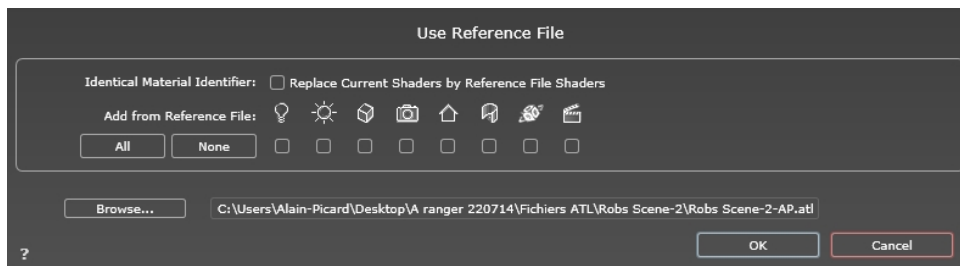 Use Reference File
Identical Material Identifier: Replace Current Shaders by Reference File Shaders
Add from Reference File:
All None
Browse... C:\Users\Alain-Picard\Desktop\A ranger 220714\Fichiers ATL\Robs Scene-2\Robs Scene-2-AP.atl
OK Cancel
?